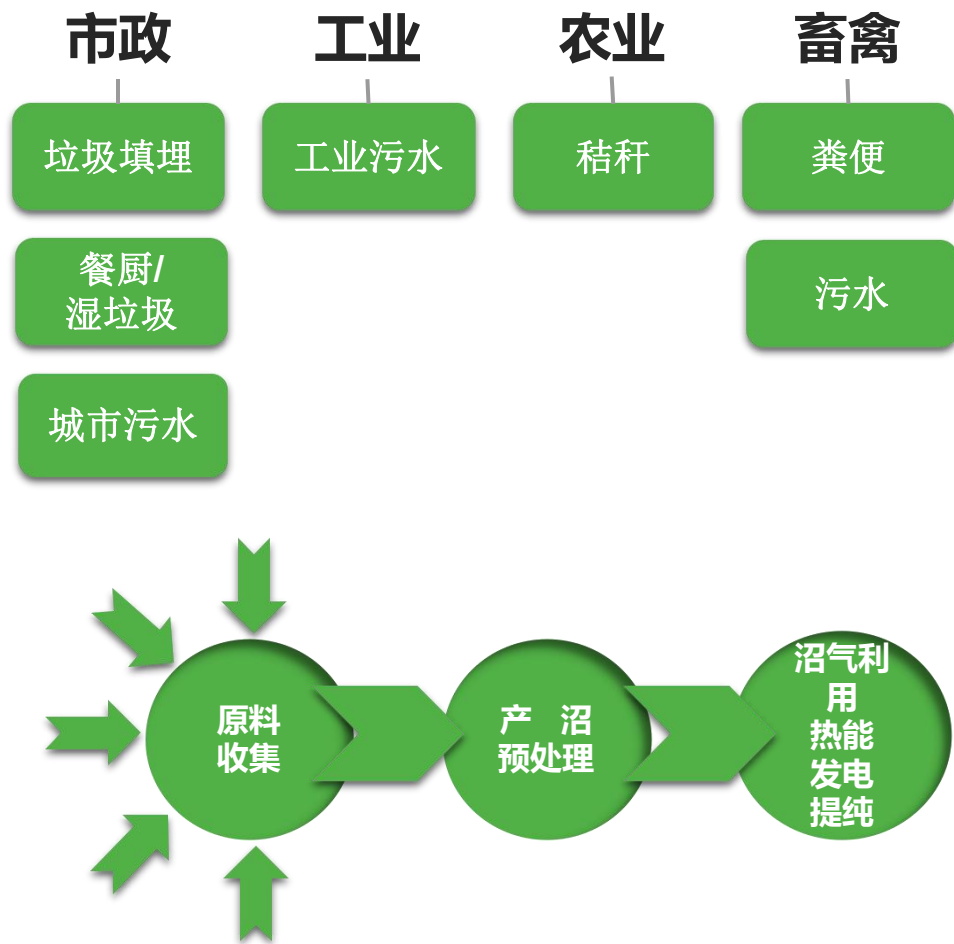 市政
工业
农业
畜禽
垃圾填埋
工业污水
秸秆
粪便
餐厨/
湿垃圾
污水
城市污水
原料
收集
产 沼
预处理
沼气利
用
热能
发电
提纯